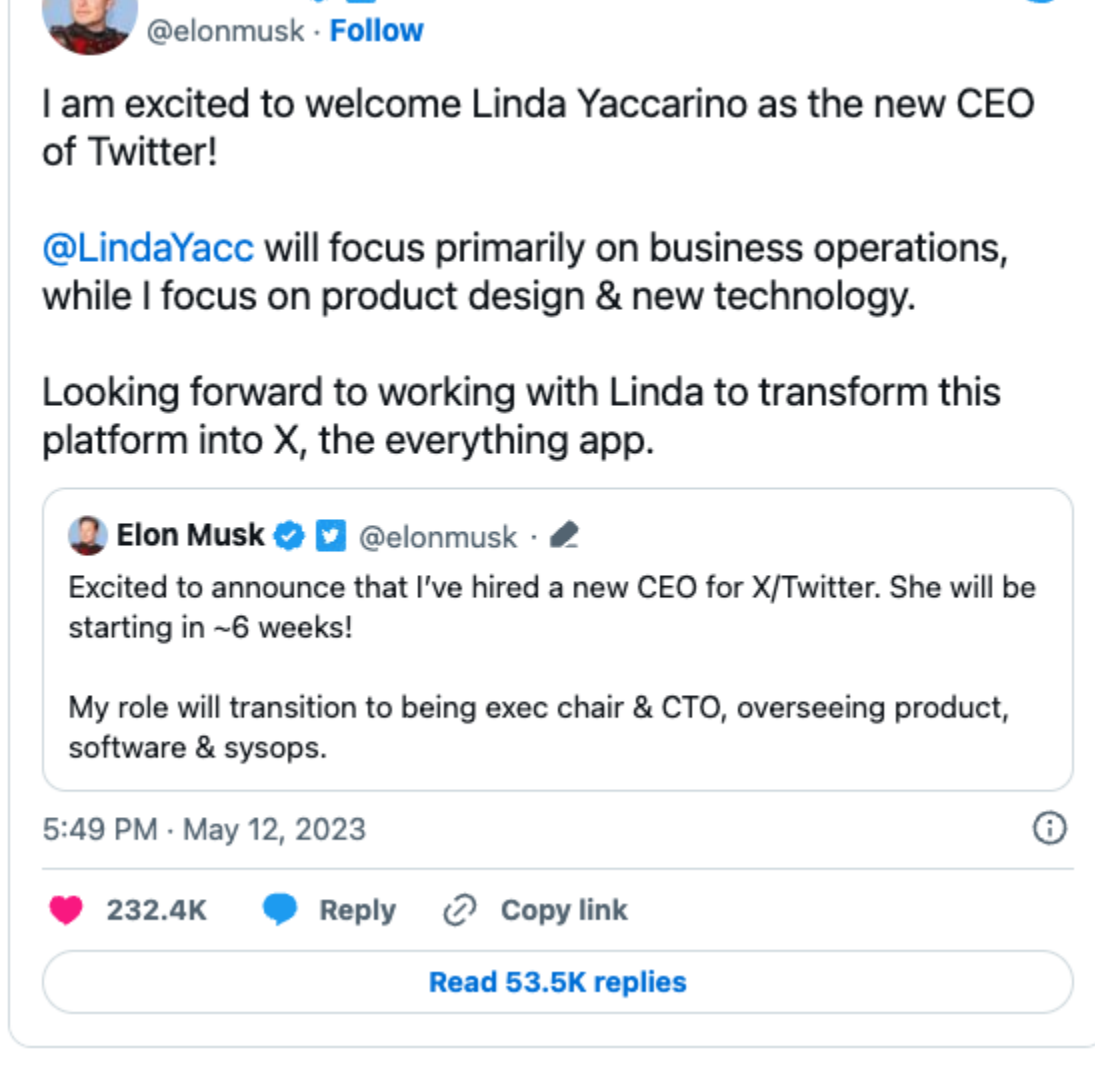 @elonmusk · Follow
I am excited to welcome Linda Yaccarino as the new CEO
of Twitter!
@LindaYacc will focus primarily on business operations,
while I focus on product design & new technology.
Looking forward to working with Linda to transform this
platform into X, the everything app.
Elon Musk @elonmusk ·
Excited to announce that I’ve hired a new CEO for X/Twitter. She will be
starting in ~6 weeks!
My role will transition to being exec chair & CTO, overseeing product,
software & sysops.
5:49 PM · May 12, 2023
232.4K Reply Copy link
Read 53.5K replies